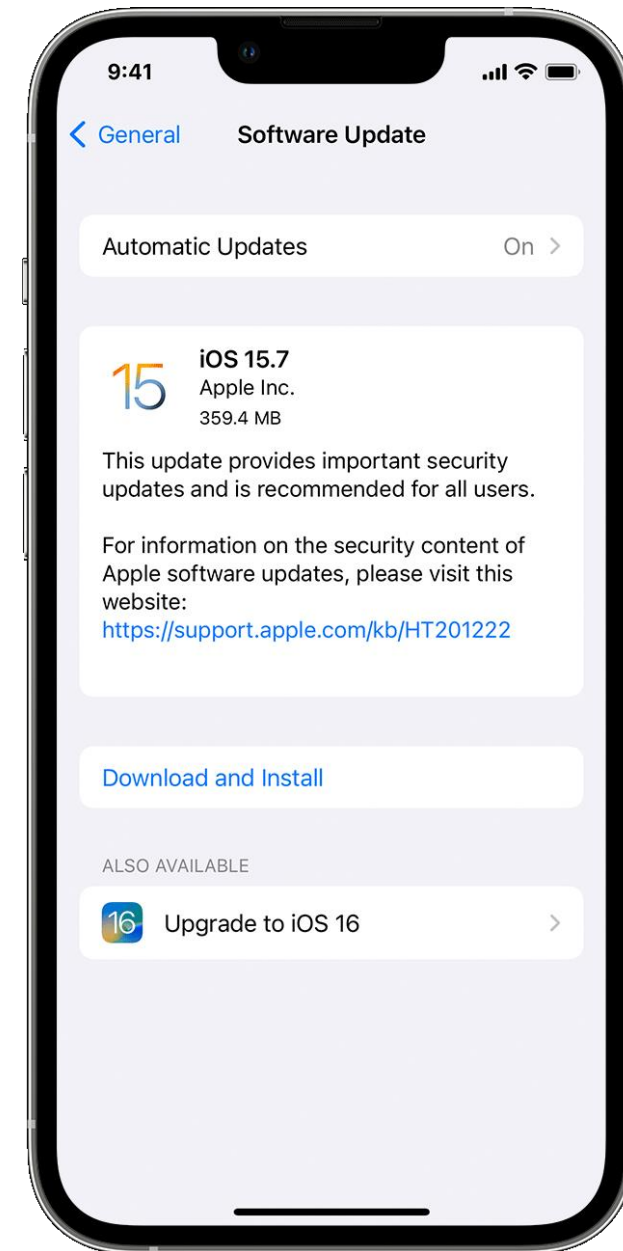 9:41
General
Software Update
Automatic Updates On
15
iOS 15.7
Apple Inc.
359.4 MB
This update provides important security
updates and is recommended for all users.
For information on the security content of
Apple software updates, please visit this
website:
https://support.apple.com/kb/HT201222
Download and Install
ALSO AVAILABLE
16 Upgrade to iOS 16